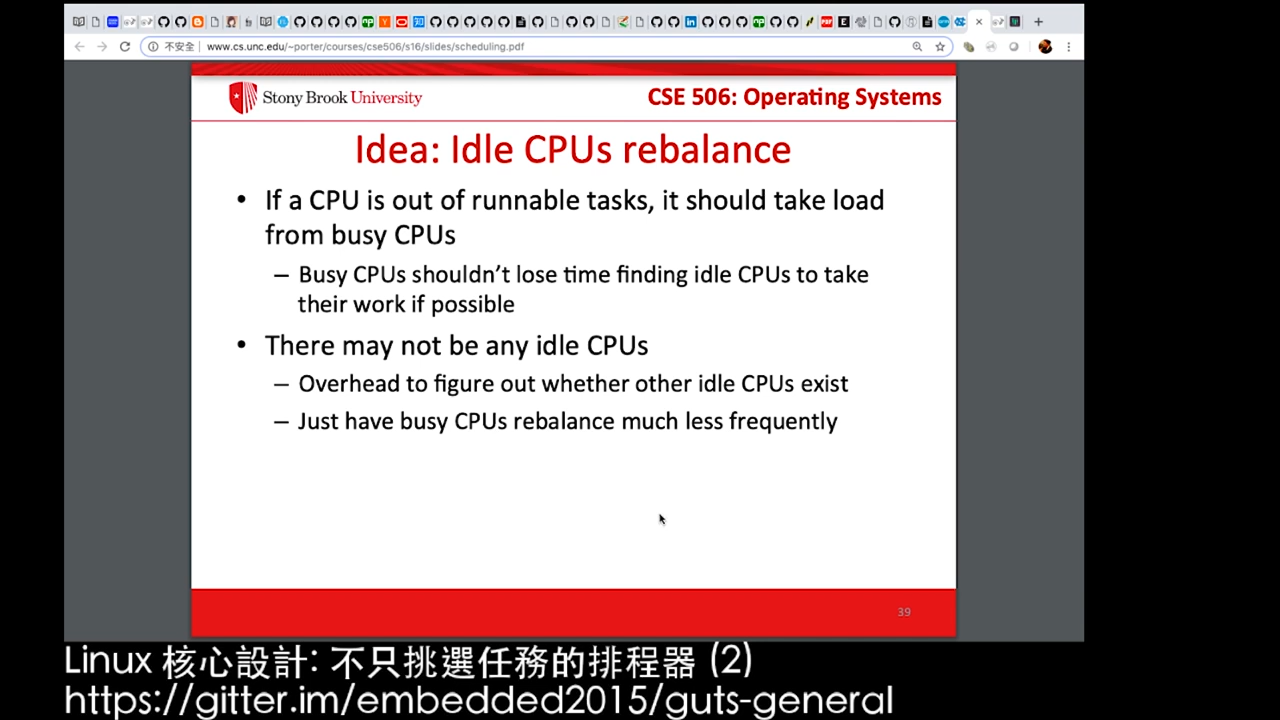 不安全 www.cs.unc.edu/~porter/courses/cse506/s16/slides/scheduling.pdf
Stony Brook University
CSE 506: Operating Systems
Idea: Idle CPUs rebalance
• If a CPU is out of runnable tasks, it should take load
from busy CPUs
– Busy CPUs shouldn't lose time finding idle CPUs to take
their work if possible
• There may not be any idle CPUs
– Overhead to figure out whether other idle CPUs exist
– Just have busy CPUs rebalance much less frequently
39
Linux 核心設計: 不只挑選任務的排程器 (2)
https://gitter.im/embedded2015/guts-general